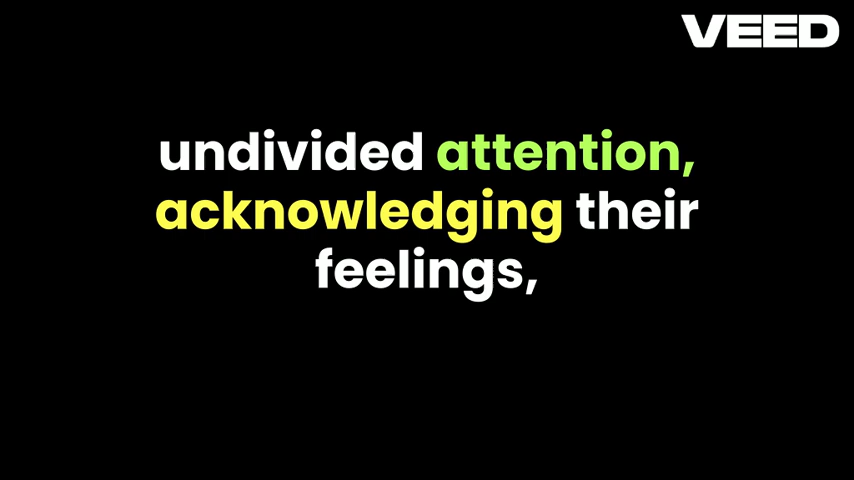 VEED
undivided attention,
acknowledging their
feelings,